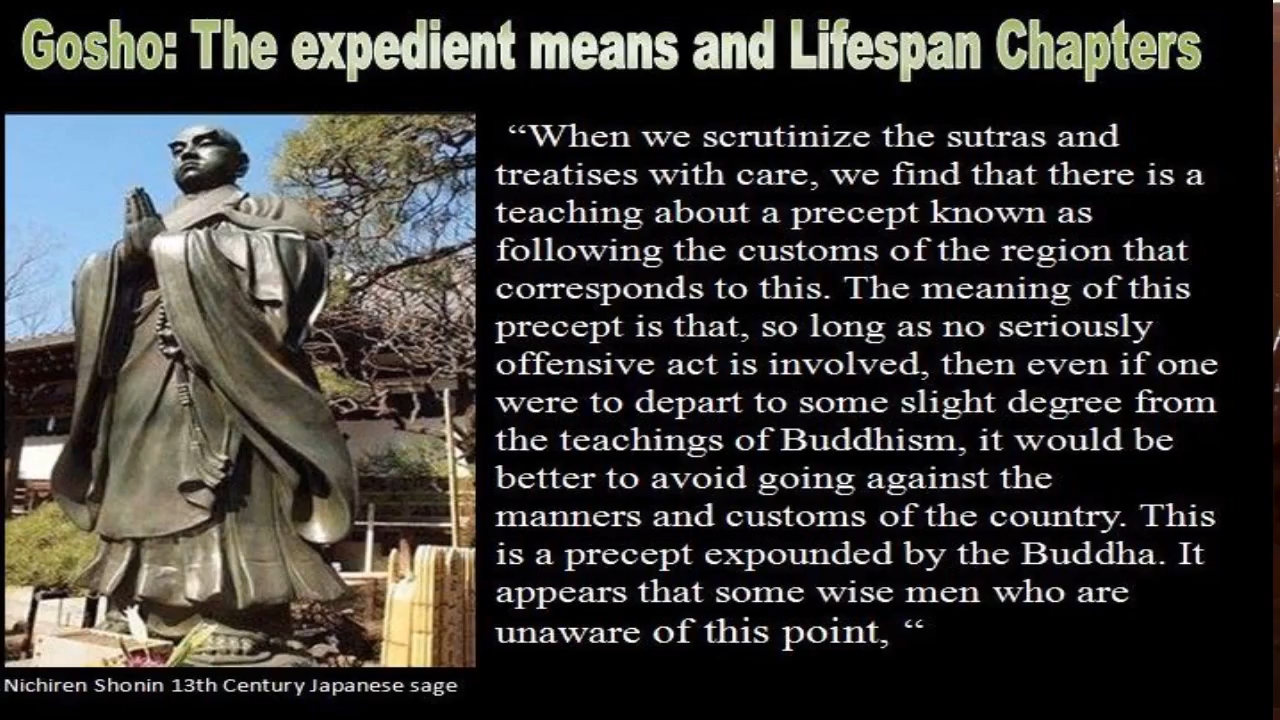 Gosho: The expedient means and Lifespan Chapters
“When we scrutinize the sutras and
treatises with care, we find that there is a
teaching about a precept known as
following the customs of the region that
corresponds to this. The meaning of this
precept is that, so long as no seriously
offensive act is involved, then even if one
were to depart to some slight degree from
the teachings of Buddhism, it would be
better to avoid going against the
manners and customs of the country. This
is a precept expounded by the Buddha. It
appears that some wise men who are
unaware of this point, “
Nichiren Shonin 13th Century Japanese sage